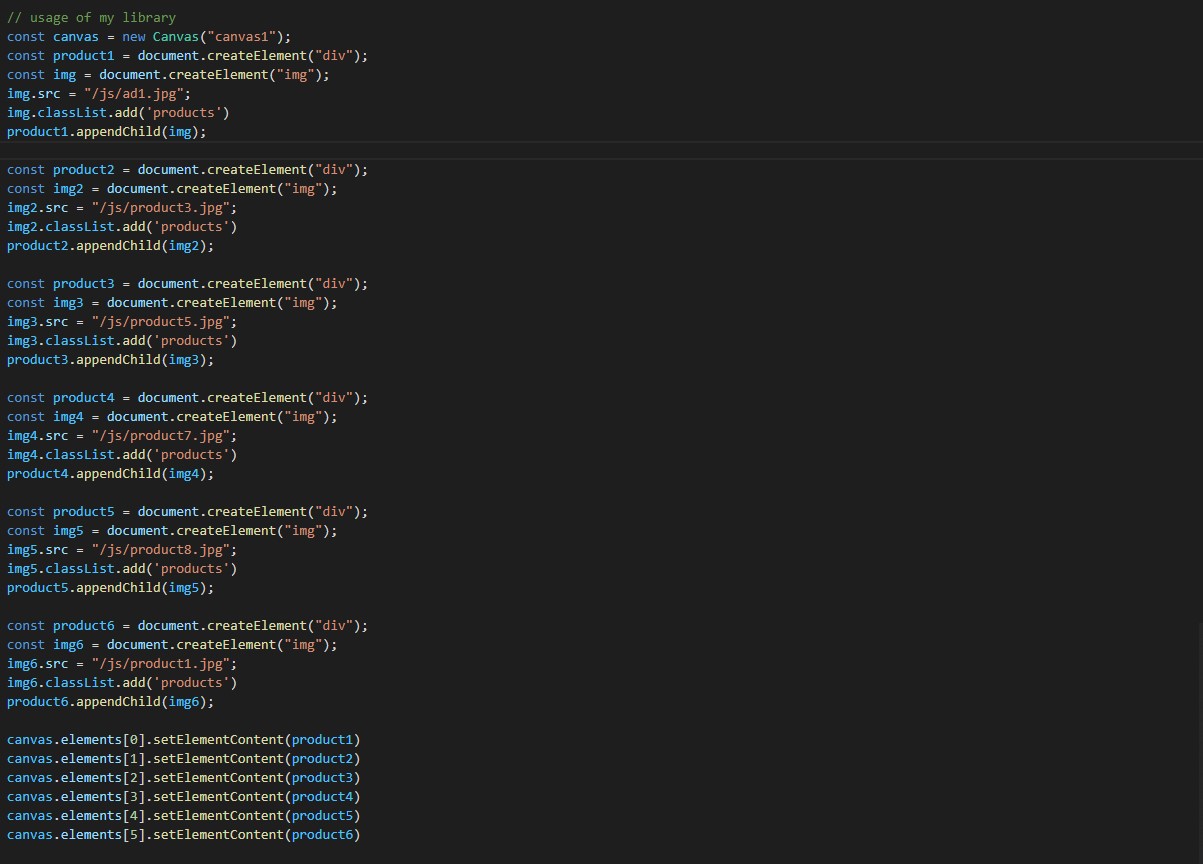 // usage of my library
const canvas = new Canvas("canvas1");
const product1 = document.createElement("div");
const img = document.createElement("img");
img.src = "/js/ad1.jpg";
img.classList.add('products')
product1.appendChild(img);
const product2 = document.createElement("div");
const img2 = document.createElement("img");
img2.src = "/js/product3.jpg";
img2.classList.add('products')
product2.appendChild(img2);
const product3 = document.createElement("div");
const img3 = document.createElement("img");
img3.src = "/js/product5.jpg";
img3.classList.add('products')
product3.appendChild(img3);
const product4 = document.createElement("div");
const img4 = document.createElement("img");
img4.src = "/js/product7.jpg";
img4.classList.add('products')
product4.appendChild(img4);
const product5 = document.createElement("div");
const img5 = document.createElement("img");
img5.src = "/js/product8.jpg";
img5.classList.add('products')
product5.appendChild(img5);
const product6 = document.createElement("div");
const img6 = document.createElement("img");
img6.src = "/js/product1.jpg";
img6.classList.add('products')
product6.appendChild(img6);
canvas.elements[0].setElementContent(product1)
canvas.elements[1].setElementContent(product2)
canvas.elements[2].setElementContent(product3)
canvas.elements[3].setElementContent(product4)
canvas.elements[4].setElementContent(product5)
canvas.elements[5].setElementContent(product6)